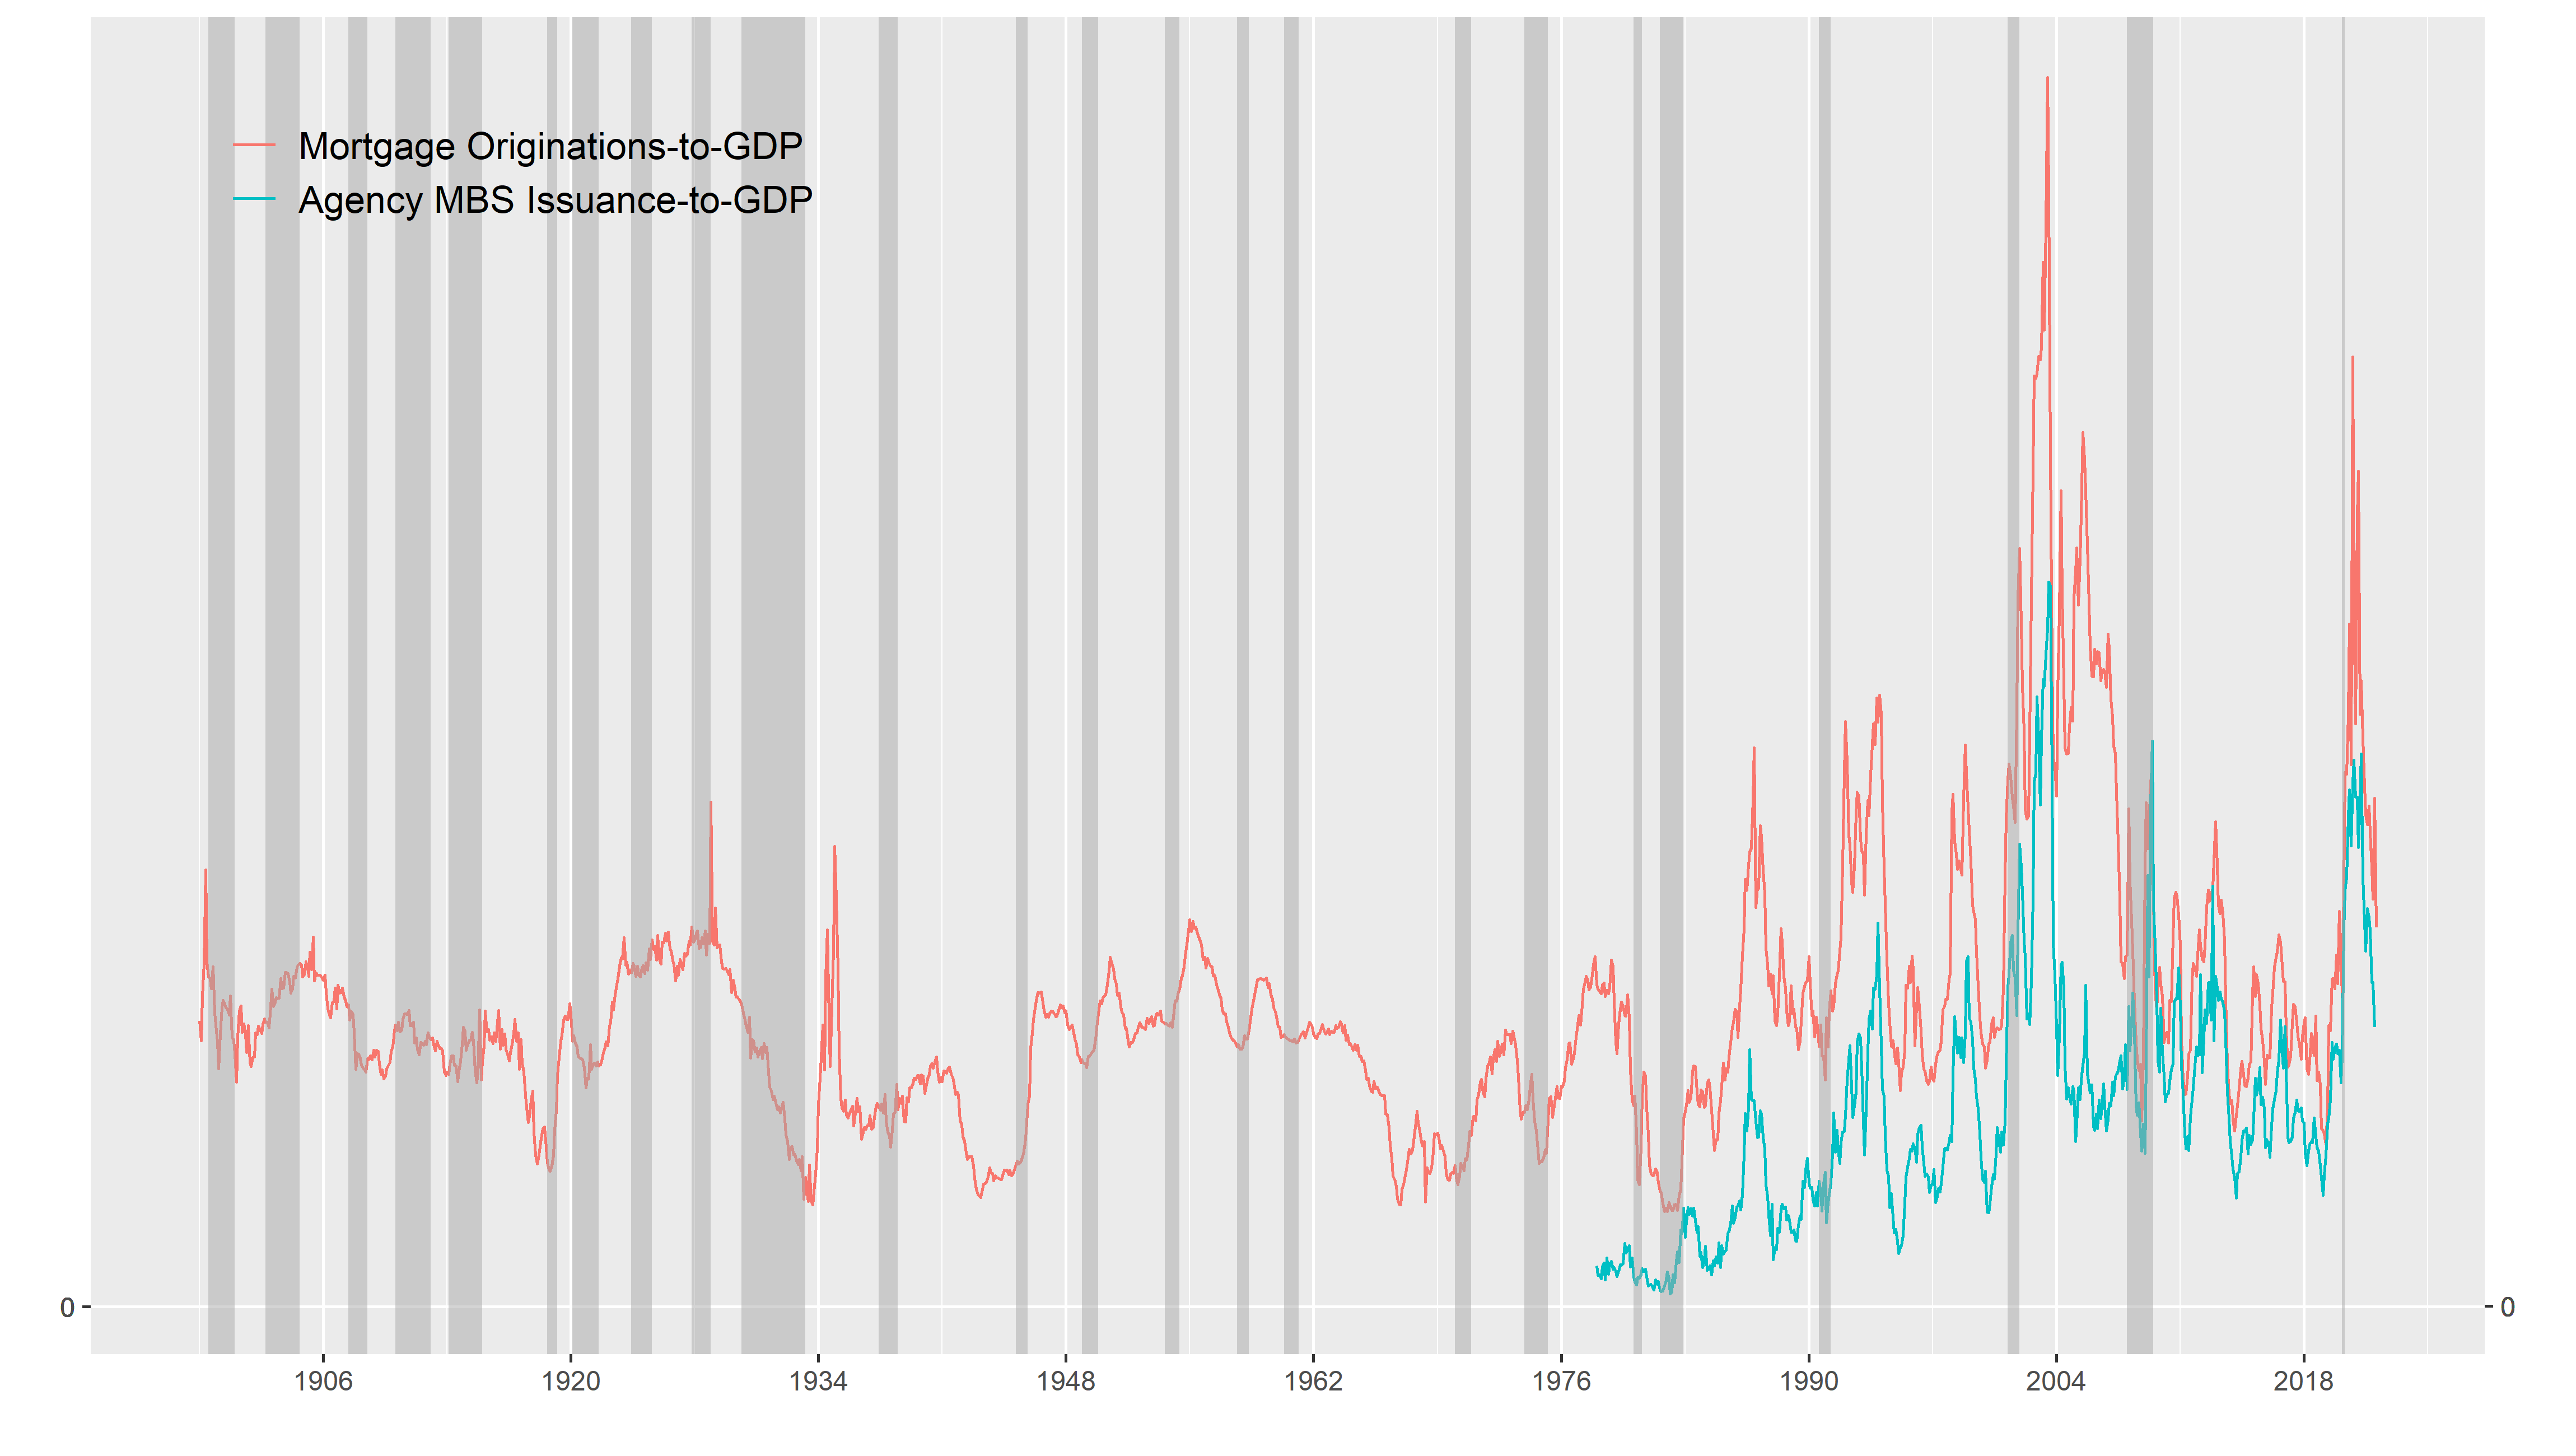 Mortgage Originations-to-GDP
Agency MBS Issuance-to-GDP
0 0
1906 1920 1934 1948 1962 1976 1990 2004 2018